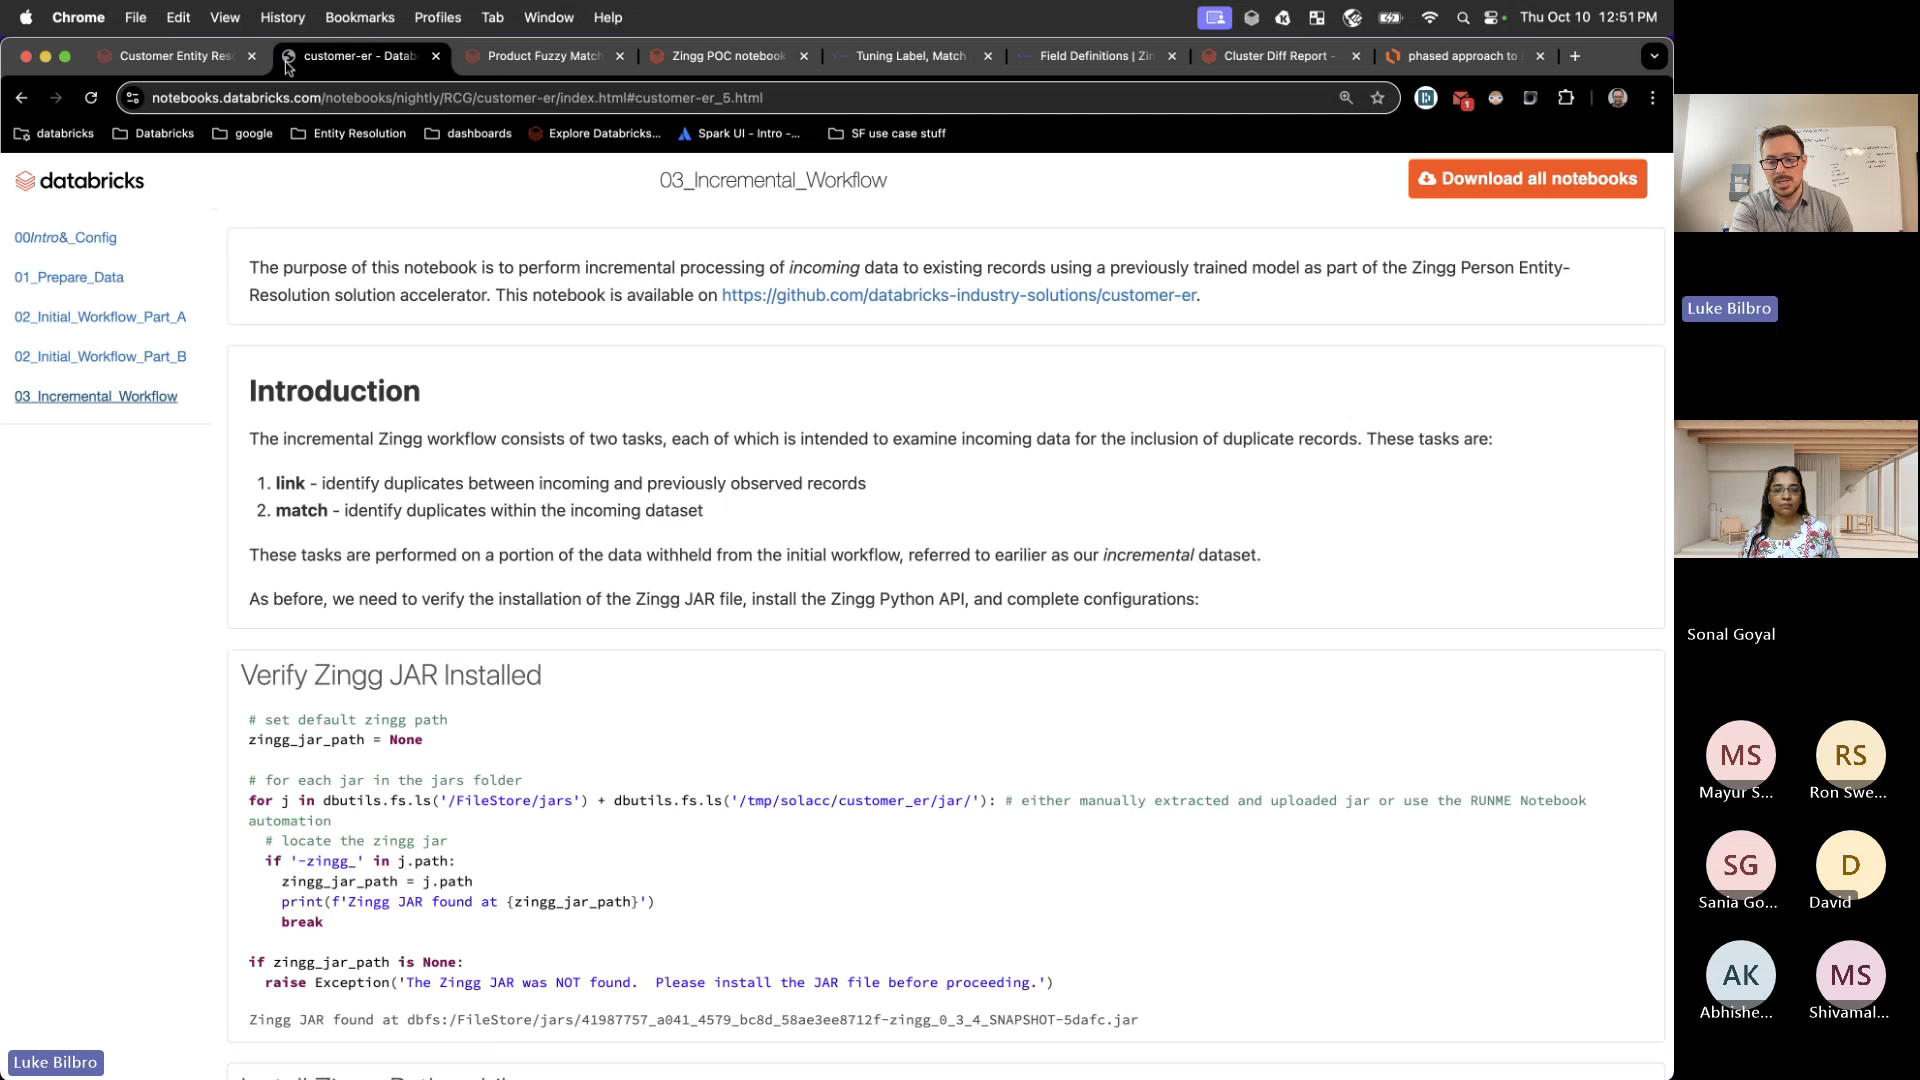 Chrome File Edit View History Bookmarks Profiles Tab Window Help Thu Oct 10 12:51 PM
Customer Entity Res customer-er - Datab Product Fuzzy Match Zingg POC notebook Tuning Label, Match Field Definitions | Zin Cluster Diff Report - phased approach to
notebooks.databricks.com/notebooks/nightly/RCG/customer-er/index.html#customer-er_5.html 1
databricks Databricks google Entity Resolution dashboards Explore Databricks... Spark UI - Intro -... SF use case stuff
databricks
03_Incremental_Workflow
Download all notebooks
00Intro&_Config
01_Prepare_Data
02_Initial_Workflow_Part_A
02_Initial_Workflow_Part_B
03_Incremental_Workflow
The purpose of this notebook is to perform incremental processing of incoming data to existing records using a previously trained model as part of the Zingg Person Entity-
Resolution solution accelerator. This notebook is available on https://github.com/databricks-industry-solutions/customer-er.
Introduction
The incremental Zingg workflow consists of two tasks, each of which is intended to examine incoming data for the inclusion of duplicate records. These tasks are:
1. link - identify duplicates between incoming and previously observed records
2. match - identify duplicates within the incoming dataset
These tasks are performed on a portion of the data withheld from the initial workflow, referred to earilier as our incremental dataset.
As before, we need to verify the installation of the Zingg JAR file, install the Zingg Python API, and complete configurations:
Verify Zingg JAR Installed
# set default zingg path
zingg_jar_path = None
# for each jar in the jars folder
for j in dbutils.fs.ls('/FileStore/jars') + dbutils.fs.ls('/tmp/solacc/customer_er/jar/'): # either manually extracted and uploaded jar or use the RUNME Notebook
automation
# locate the zingg jar
if '-zingg_' in j.path:
zingg_jar_path = j.path
print(f'Zingg JAR found at {zingg_jar_path}')
break
if zingg_jar_path is None:
raise Exception('The Zingg JAR was NOT found.  Please install the JAR file before proceeding.')
Zingg JAR found at dbfs:/FileStore/jars/41987757_a041_4579_bc8d_58ae3ee8712f-zingg_0_3_4_SNAPSHOT-5dafc.jar
Luke Bilbro
Luke Bilbro
Sonal Goyal
MS RS
Mayur S... Ron Swe...
SG D
Sania Go... David
AK MS
Abhishe... Shivamal...